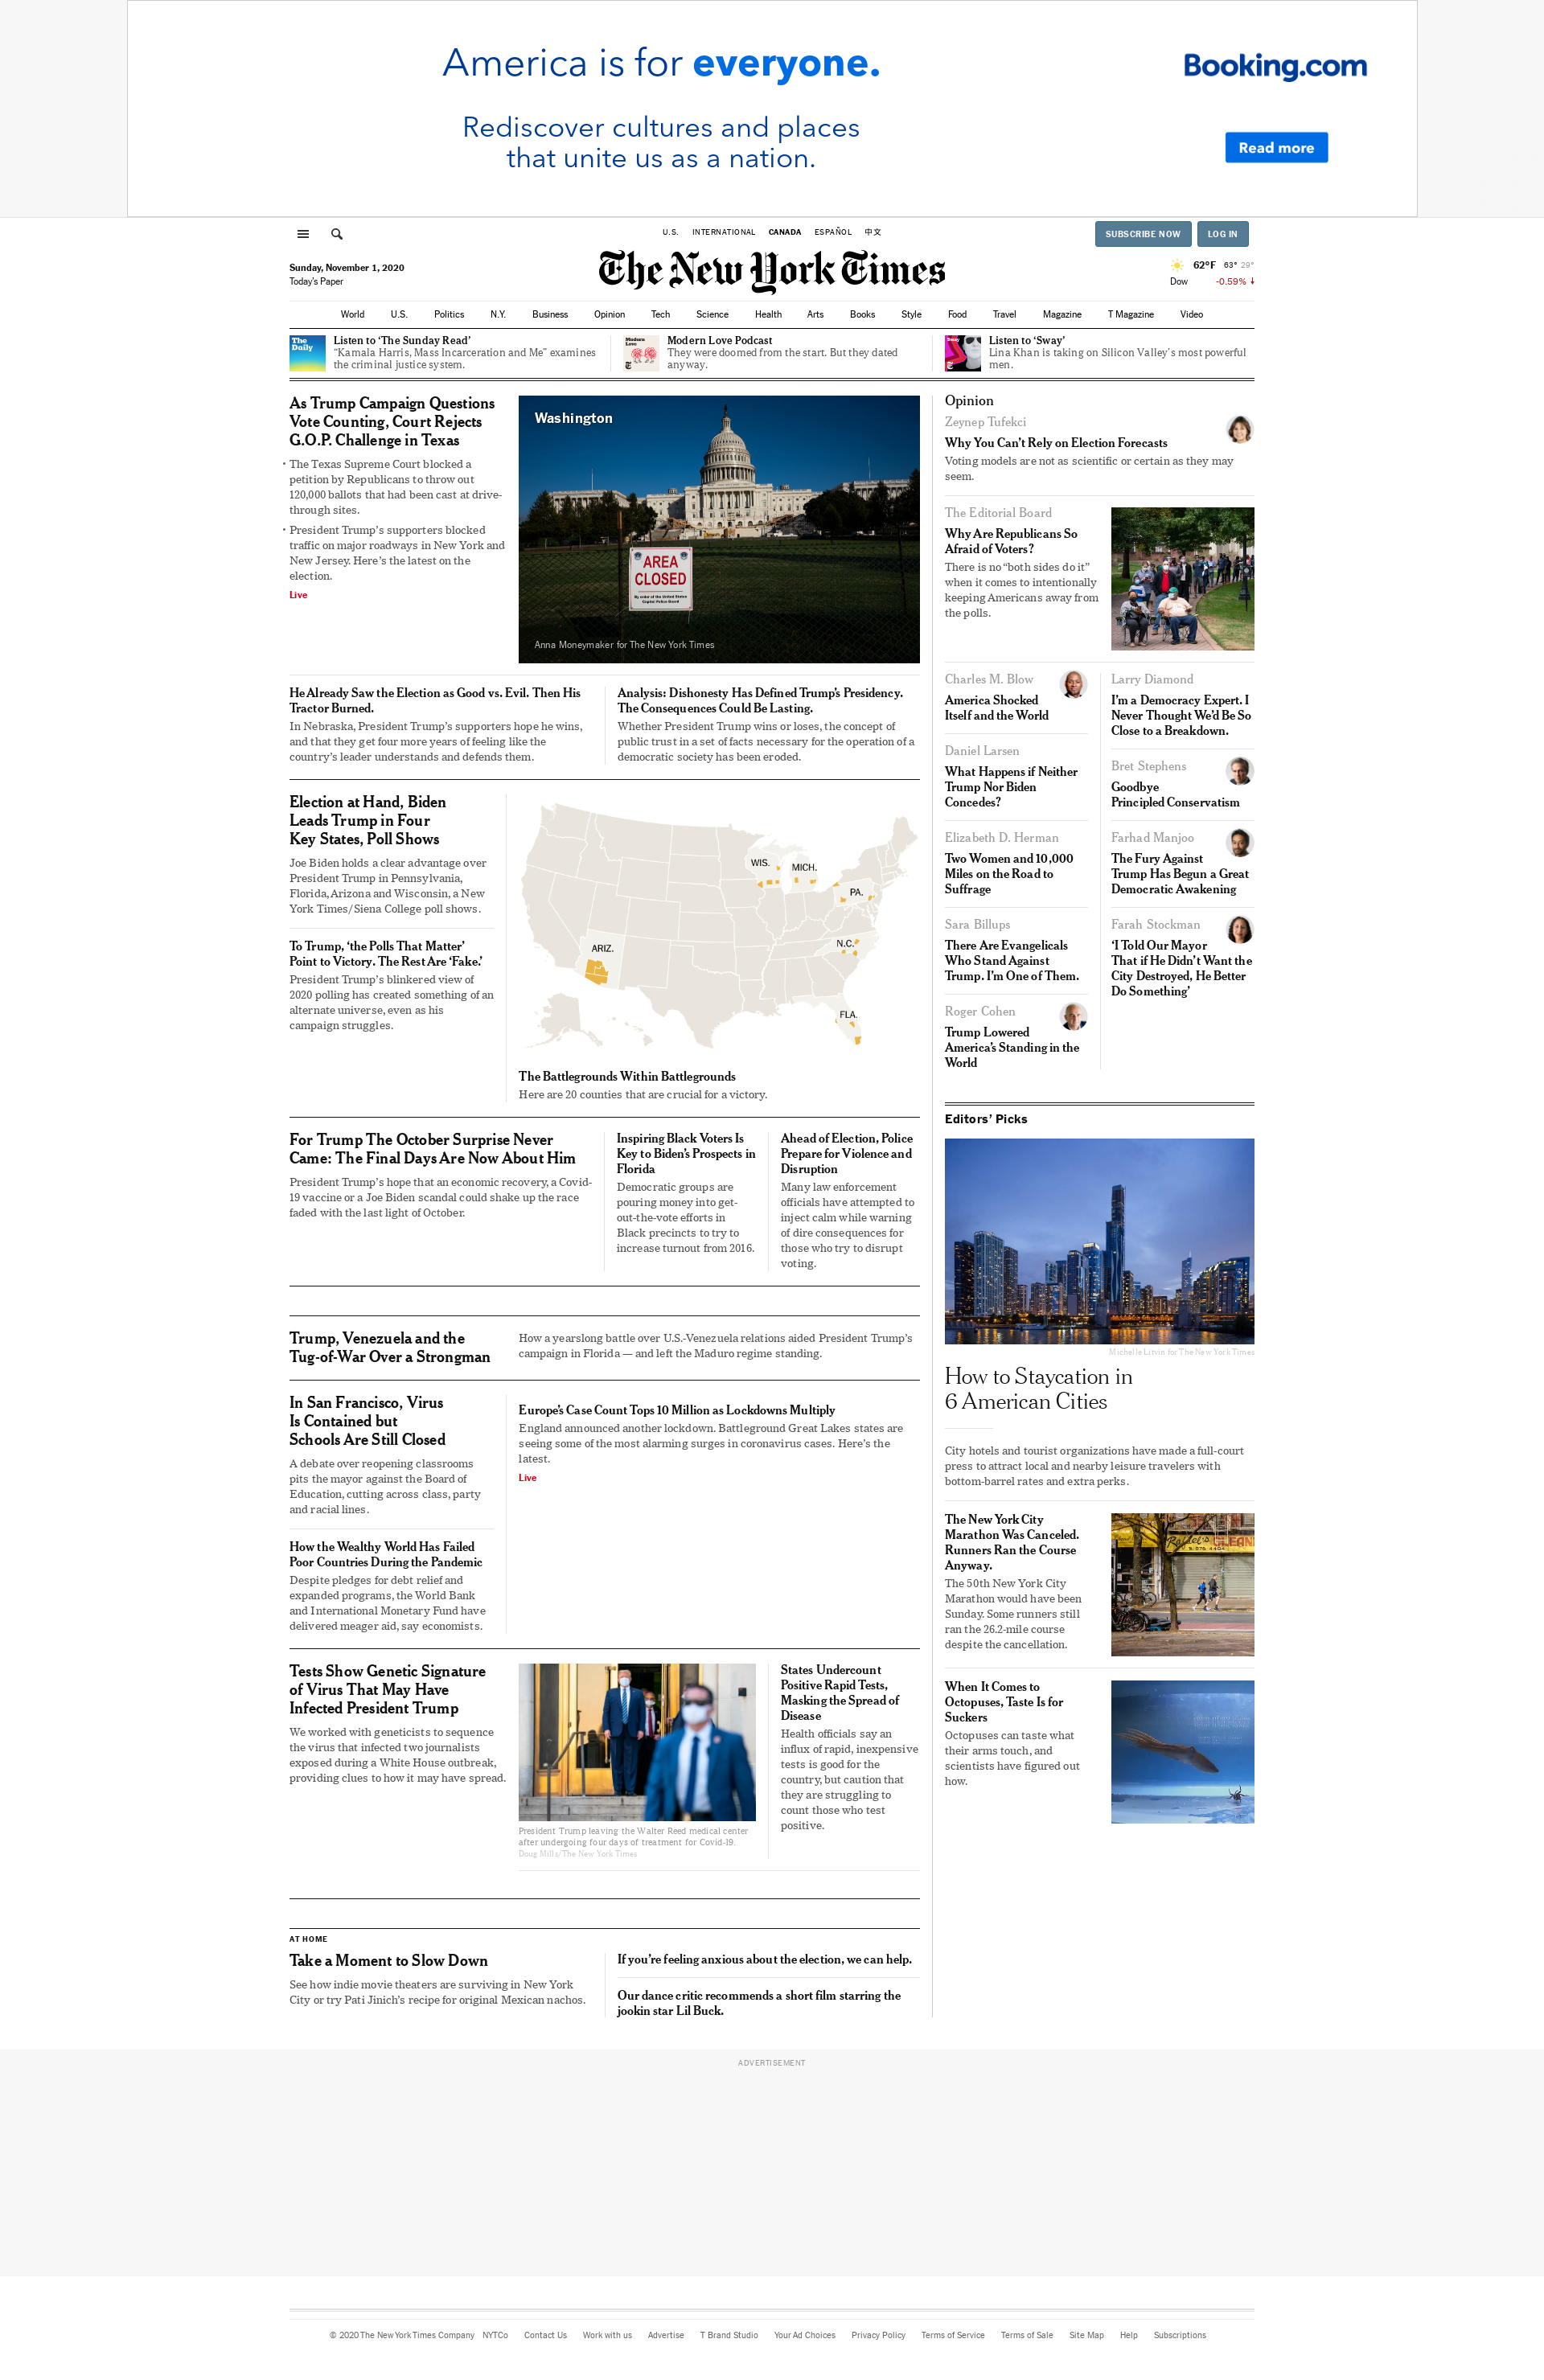 America is for everyone.
Booking.com
Rediscover cultures and places
that unite us as a nation.
Read more
U.S. INTERNATIONAL CANADA ESPAÑOL 中文
SUBSCRIBE NOW
LOG IN
Sunday, November 1, 2020
Today's Paper
The New York Times
62°F 63° 29°
Dow -0.59%
World U.S. Politics N.Y. Business Opinion Tech Science Health Arts Books Style Food Travel Magazine T Magazine Video
The
Daily
Listen to ‘The Sunday Read’
“Kamala Harris, Mass Incarceration and Me” examines
the criminal justice system.
Modern
Love
Modern Love Podcast
They were doomed from the start. But they dated
anyway.
Listen to ‘Sway’
Lina Khan is taking on Silicon Valley’s most powerful
men.
As Trump Campaign Questions
Vote Counting, Court Rejects
G.O.P. Challenge in Texas
• The Texas Supreme Court blocked a
petition by Republicans to throw out
120,000 ballots that had been cast at drive-
through sites.
• President Trump’s supporters blocked
traffic on major roadways in New York and
New Jersey. Here’s the latest on the
election.
Live
Washington
AREA
CLOSED
By order of the United States
Capitol Police Board
Anna Moneymaker for The New York Times
He Already Saw the Election as Good vs. Evil. Then His
Tractor Burned.
In Nebraska, President Trump’s supporters hope he wins,
and that they get four more years of feeling like the
country’s leader understands and defends them.
Analysis: Dishonesty Has Defined Trump’s Presidency.
The Consequences Could Be Lasting.
Whether President Trump wins or loses, the concept of
public trust in a set of facts necessary for the operation of a
democratic society has been eroded.
Election at Hand, Biden
Leads Trump in Four
Key States, Poll Shows
Joe Biden holds a clear advantage over
President Trump in Pennsylvania,
Florida, Arizona and Wisconsin, a New
York Times/Siena College poll shows.
To Trump, ‘the Polls That Matter’
Point to Victory. The Rest Are ‘Fake.’
President Trump’s blinkered view of
2020 polling has created something of an
alternate universe, even as his
campaign struggles.
WIS.
MICH.
PA.
N.C.
ARIZ.
FLA.
The Battlegrounds Within Battlegrounds
Here are 20 counties that are crucial for a victory.
For Trump The October Surprise Never
Came: The Final Days Are Now About Him
President Trump’s hope that an economic recovery, a Covid-
19 vaccine or a Joe Biden scandal could shake up the race
faded with the last light of October.
Inspiring Black Voters Is
Key to Biden’s Prospects in
Florida
Democratic groups are
pouring money into get-
out-the-vote efforts in
Black precincts to try to
increase turnout from 2016.
Ahead of Election, Police
Prepare for Violence and
Disruption
Many law enforcement
officials have attempted to
inject calm while warning
of dire consequences for
those who try to disrupt
voting.
Trump, Venezuela and the
Tug-of-War Over a Strongman
How a yearslong battle over U.S.-Venezuela relations aided President Trump’s
campaign in Florida — and left the Maduro regime standing.
In San Francisco, Virus
Is Contained but
Schools Are Still Closed
A debate over reopening classrooms
pits the mayor against the Board of
Education, cutting across class, party
and racial lines.
How the Wealthy World Has Failed
Poor Countries During the Pandemic
Despite pledges for debt relief and
expanded programs, the World Bank
and International Monetary Fund have
delivered meager aid, say economists.
Europe’s Case Count Tops 10 Million as Lockdowns Multiply
England announced another lockdown. Battleground Great Lakes states are
seeing some of the most alarming surges in coronavirus cases. Here’s the
latest.
Live
Tests Show Genetic Signature
of Virus That May Have
Infected President Trump
We worked with geneticists to sequence
the virus that infected two journalists
exposed during a White House outbreak,
providing clues to how it may have spread.
President Trump leaving the Walter Reed medical center
after undergoing four days of treatment for Covid-19.
Doug Mills/The New York Times
States Undercount
Positive Rapid Tests,
Masking the Spread of
Disease
Health officials say an
influx of rapid, inexpensive
tests is good for the
country, but caution that
they are struggling to
count those who test
positive.
AT HOME
Take a Moment to Slow Down
See how indie movie theaters are surviving in New York
City or try Pati Jinich’s recipe for original Mexican nachos.
If you’re feeling anxious about the election, we can help.
Our dance critic recommends a short film starring the
jookin star Lil Buck.
Opinion
Zeynep Tufekci
Why You Can’t Rely on Election Forecasts
Voting models are not as scientific or certain as they may
seem.
The Editorial Board
Why Are Republicans So
Afraid of Voters?
There is no “both sides do it”
when it comes to intentionally
keeping Americans away from
the polls.
Charles M. Blow
America Shocked
Itself and the World
Daniel Larsen
What Happens if Neither
Trump Nor Biden
Concedes?
Elizabeth D. Herman
Two Women and 10,000
Miles on the Road to
Suffrage
Sara Billups
There Are Evangelicals
Who Stand Against
Trump. I’m One of Them.
Roger Cohen
Trump Lowered
America’s Standing in the
World
Larry Diamond
I’m a Democracy Expert. I
Never Thought We’d Be So
Close to a Breakdown.
Bret Stephens
Goodbye
Principled Conservatism
Farhad Manjoo
The Fury Against
Trump Has Begun a Great
Democratic Awakening
Farah Stockman
‘I Told Our Mayor
That if He Didn’t Want the
City Destroyed, He Better
Do Something’
Editors’ Picks
Michelle Litvin for The New York Times
How to Staycation in
6 American Cities
City hotels and tourist organizations have made a full-court
press to attract local and nearby leisure travelers with
bottom-barrel rates and extra perks.
The New York City
Marathon Was Canceled.
Runners Ran the Course
Anyway.
The 50th New York City
Marathon would have been
Sunday. Some runners still
ran the 26.2-mile course
despite the cancellation.
When It Comes to
Octopuses, Taste Is for
Suckers
Octopuses can taste what
their arms touch, and
scientists have figured out
how.
ADVERTISEMENT
© 2020 The New York Times Company NYTCo Contact Us Work with us Advertise T Brand Studio Your Ad Choices Privacy Policy Terms of Service Terms of Sale Site Map Help Subscriptions